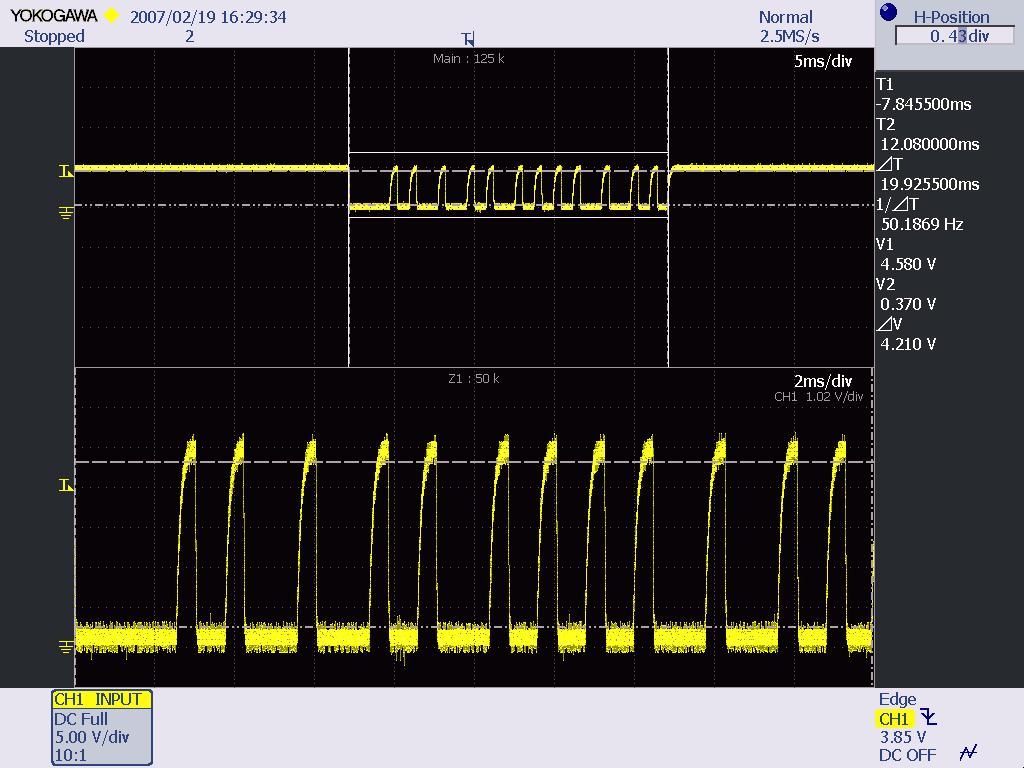 YOKOGAWA 2007/02/19 16:29:34 Normal H-Position
Stopped 2 T 2.5MS/s 0.43div
Main : 125 k 5ms/div
T1
-7.845500ms
T2
12.080000ms
⊿T
19.925500ms
1/⊿T
50.1869 Hz
V1
4.580 V
V2
0.370 V
⊿V
4.210 V
Z1 : 50 k 2ms/div
CH1 1.02 V/div
CH1 INPUT
DC Full
5.00 V/div
10:1
Edge
CH1
3.85 V
DC OFF